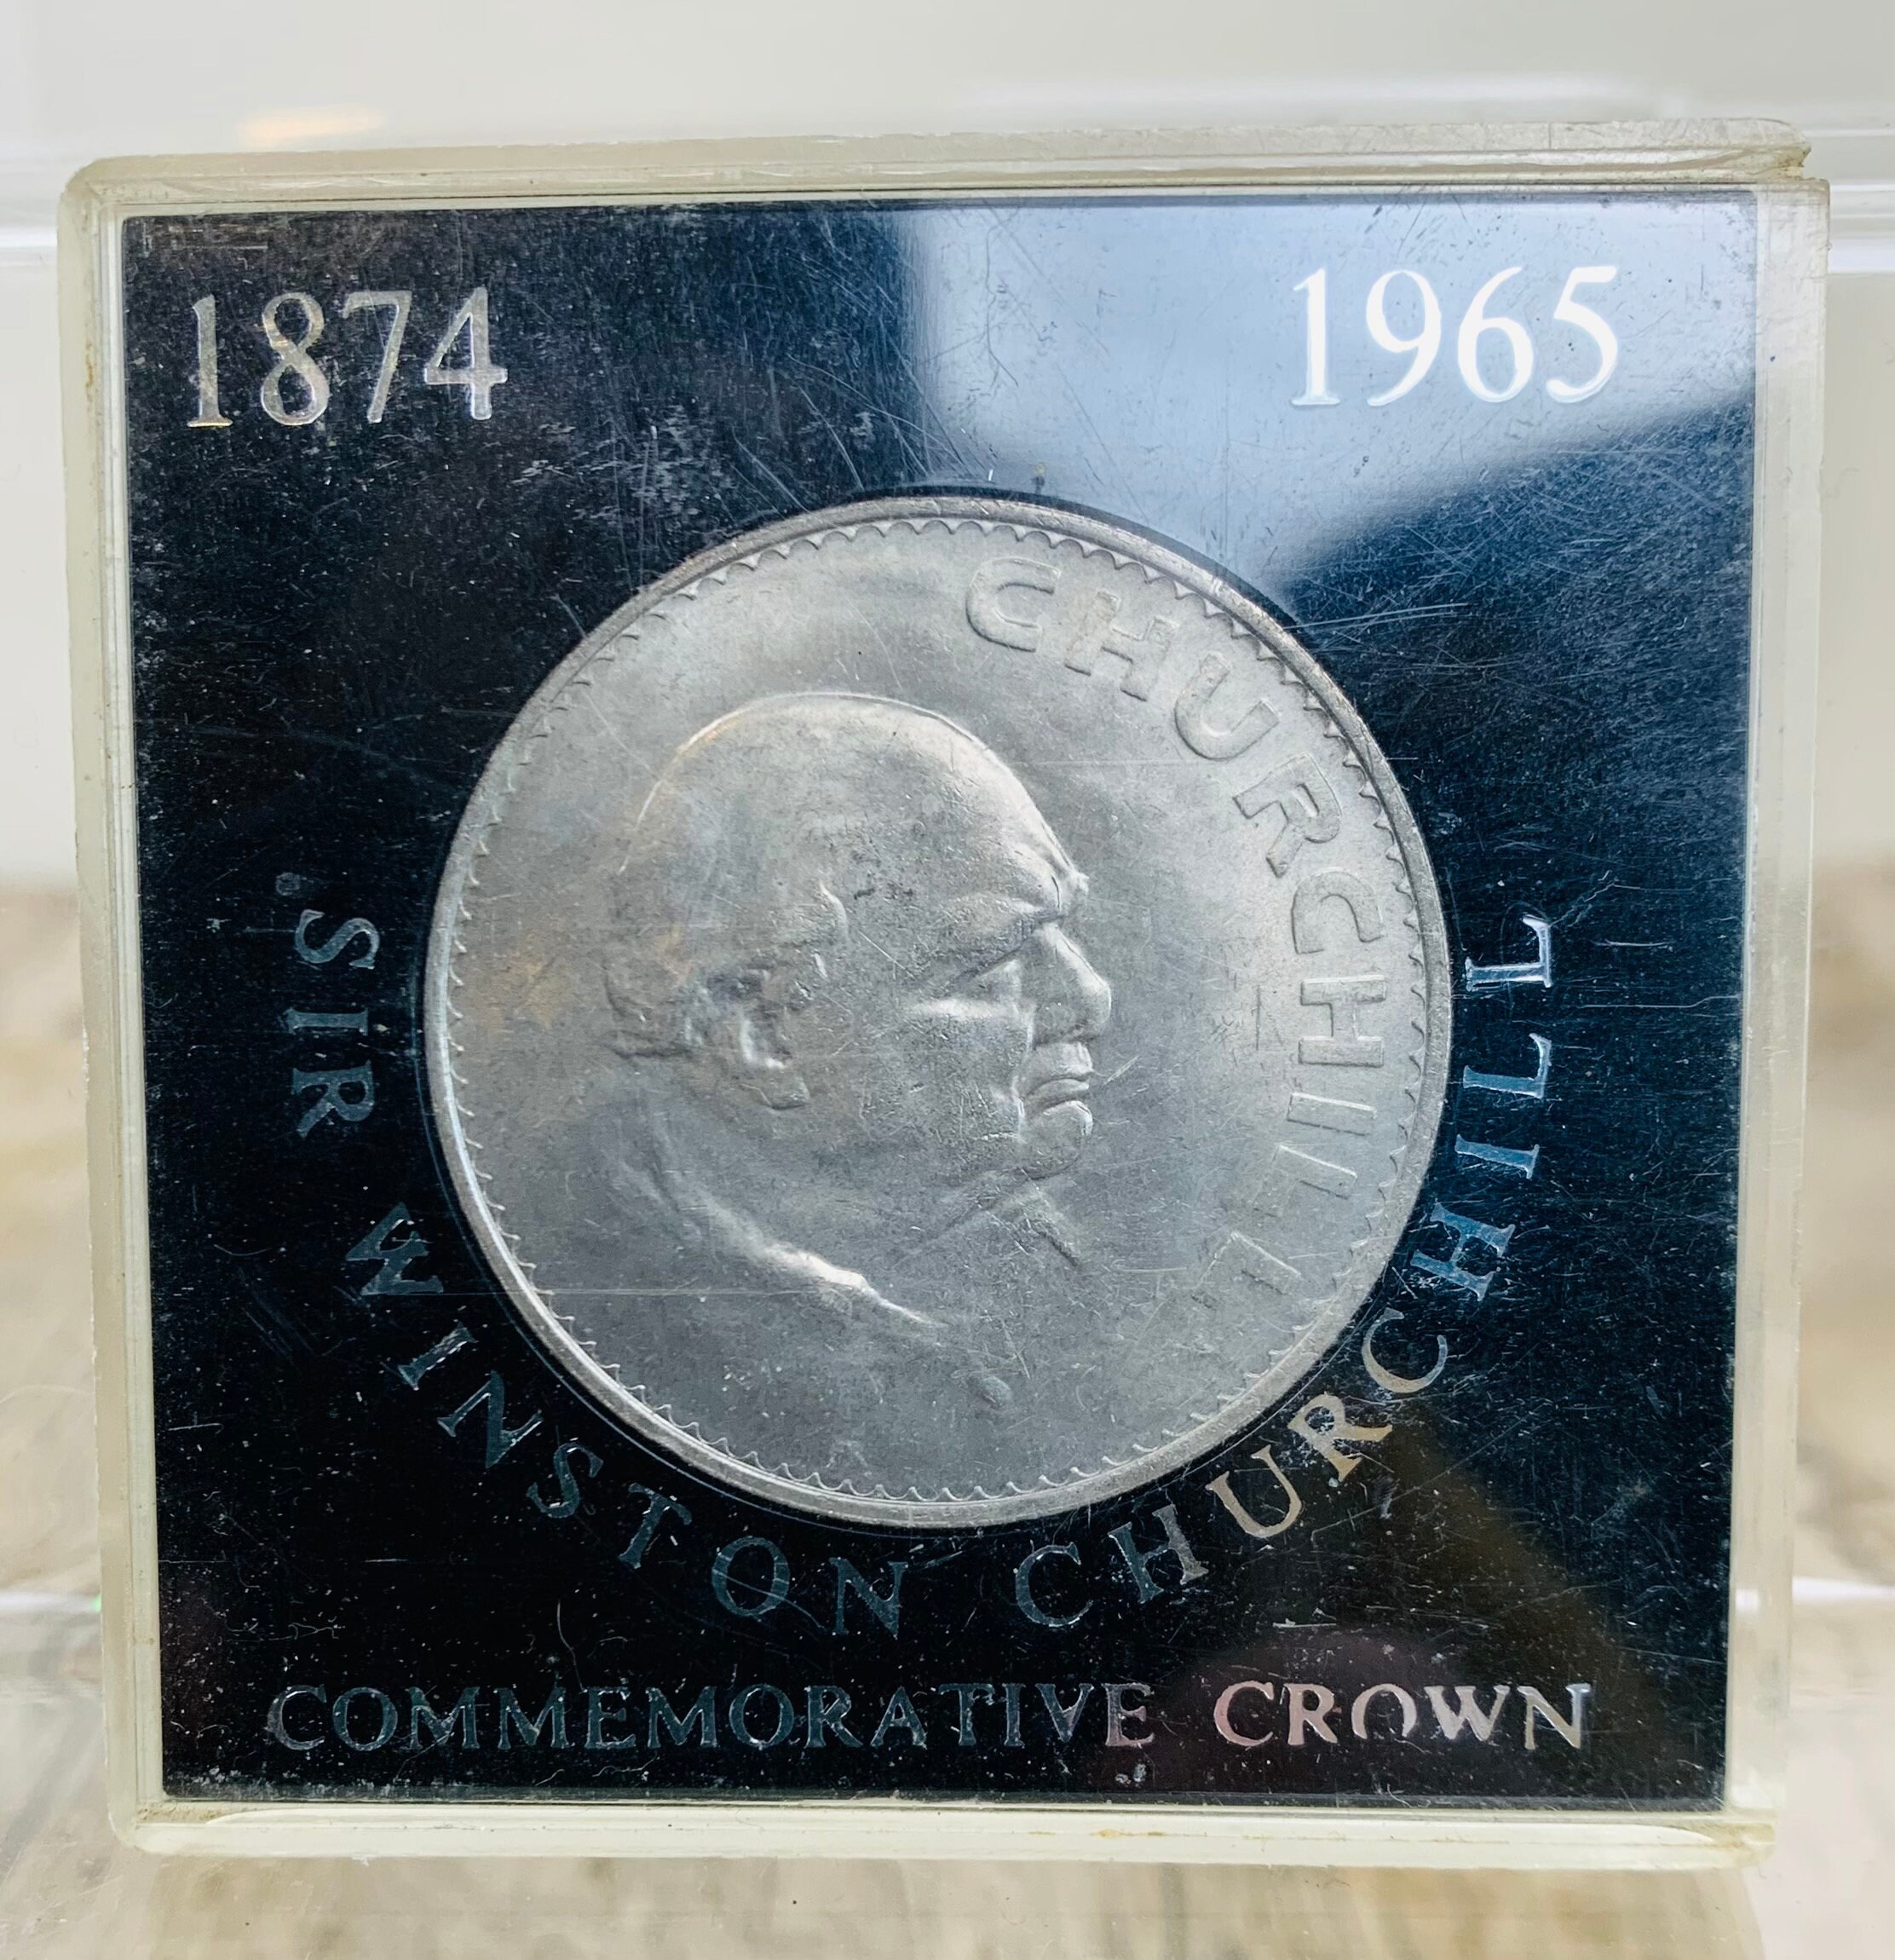 1874 1965
CHURCHILL
SIR WINSTON CHURCHILL
COMMEMORATIVE CROWN